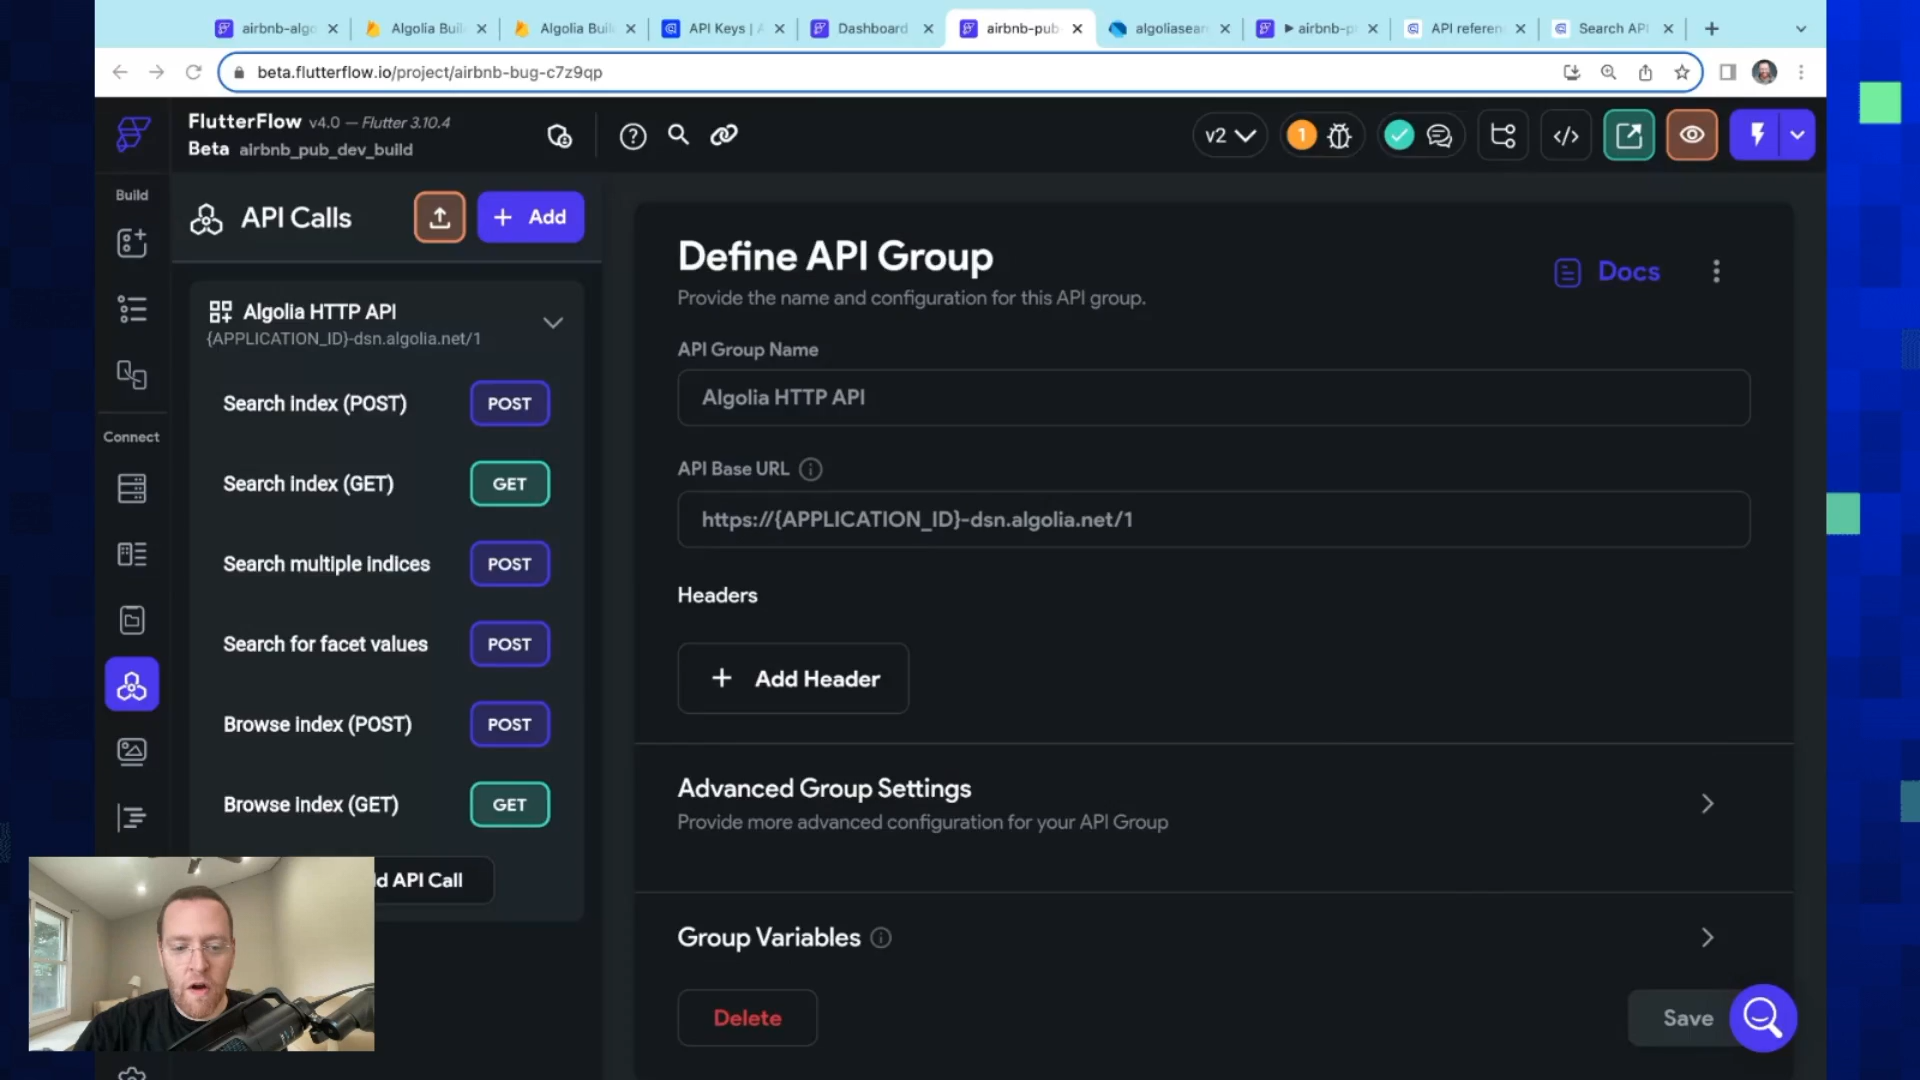 airbnb-algo
Algolia Buil
Algolia Buil
API Keys | A
Dashboard
airbnb-pub
algoliasear
airbnb-p
API referen
Search API
beta.flutterflow.io/project/airbnb-bug-c7z9qp
FlutterFlow v4.0 — Flutter 3.10.4
Beta airbnb_pub_dev_build
v2
1
Build
API Calls
+ Add
Algolia HTTP API
{APPLICATION_ID}-dsn.algolia.net/1
Search index (POST) POST
Search index (GET) GET
Search multiple indices POST
Search for facet values POST
Browse index (POST) POST
Browse index (GET) GET
d API Call
Connect
Define API Group
Provide the name and configuration for this API group.
Docs
API Group Name
Algolia HTTP API
API Base URL
https://{APPLICATION_ID}-dsn.algolia.net/1
Headers
+ Add Header
Advanced Group Settings
Provide more advanced configuration for your API Group
Group Variables
Delete
Save